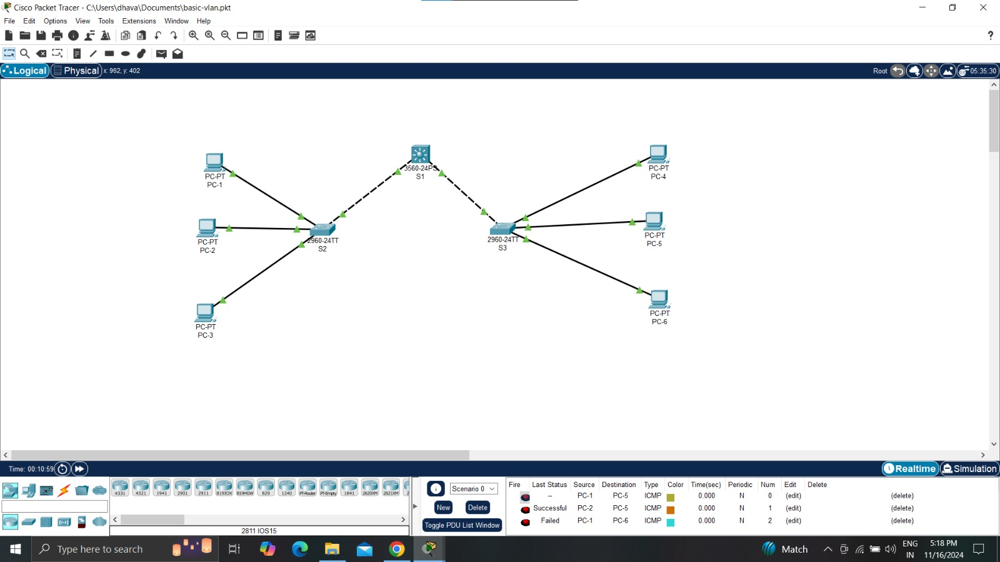 Cisco Packet Tracer - C:\Users\dhava\Documents\basic-vlan.pkt
File Edit Options View Tools Extensions Window Help
?
Logical Physical x: 962, y: 402 Root 05:35:30
3560-24PS
S1
PC-PT
PC-1
PC-PT
PC-4
PC-PT
PC-2
2960-24TT
S2
2960-24TT
S3
PC-PT
PC-5
PC-PT
PC-3
PC-PT
PC-6
Time: 00:10:59 Realtime Simulation
4331 4321 1941 2901 2911 819IOX 819HGW 829 1240 PT-Router PT-Empty 1841 2620XM 2621XM
2811 IOS15
Scenario 0
New Delete
Toggle PDU List Window
Fire Last Status Source Destination Type Color Time(sec) Periodic Num Edit Delete
-- PC-1 PC-5 ICMP 0.000 N 0 (edit) (delete)
Successful PC-2 PC-5 ICMP 0.000 N 1 (edit) (delete)
Failed PC-1 PC-6 ICMP 0.000 N 2 (edit) (delete)
Type here to search
Match
ENG
IN
5:18 PM
11/16/2024